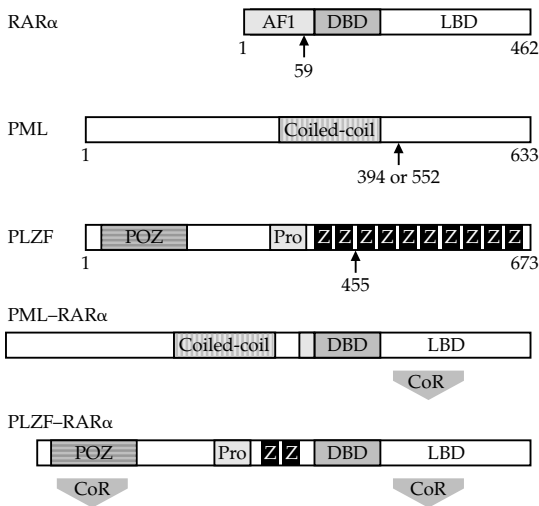 RARα AF1 DBD LBD
1 59 462
PML Coiled-coil
1 394 or 552 633
PLZF POZ Pro Z Z Z Z Z Z Z Z Z Z
1 455 673
PML–RARα
Coiled-coil DBD LBD
CoR
PLZF–RARα
POZ Pro Z Z DBD LBD
CoR CoR